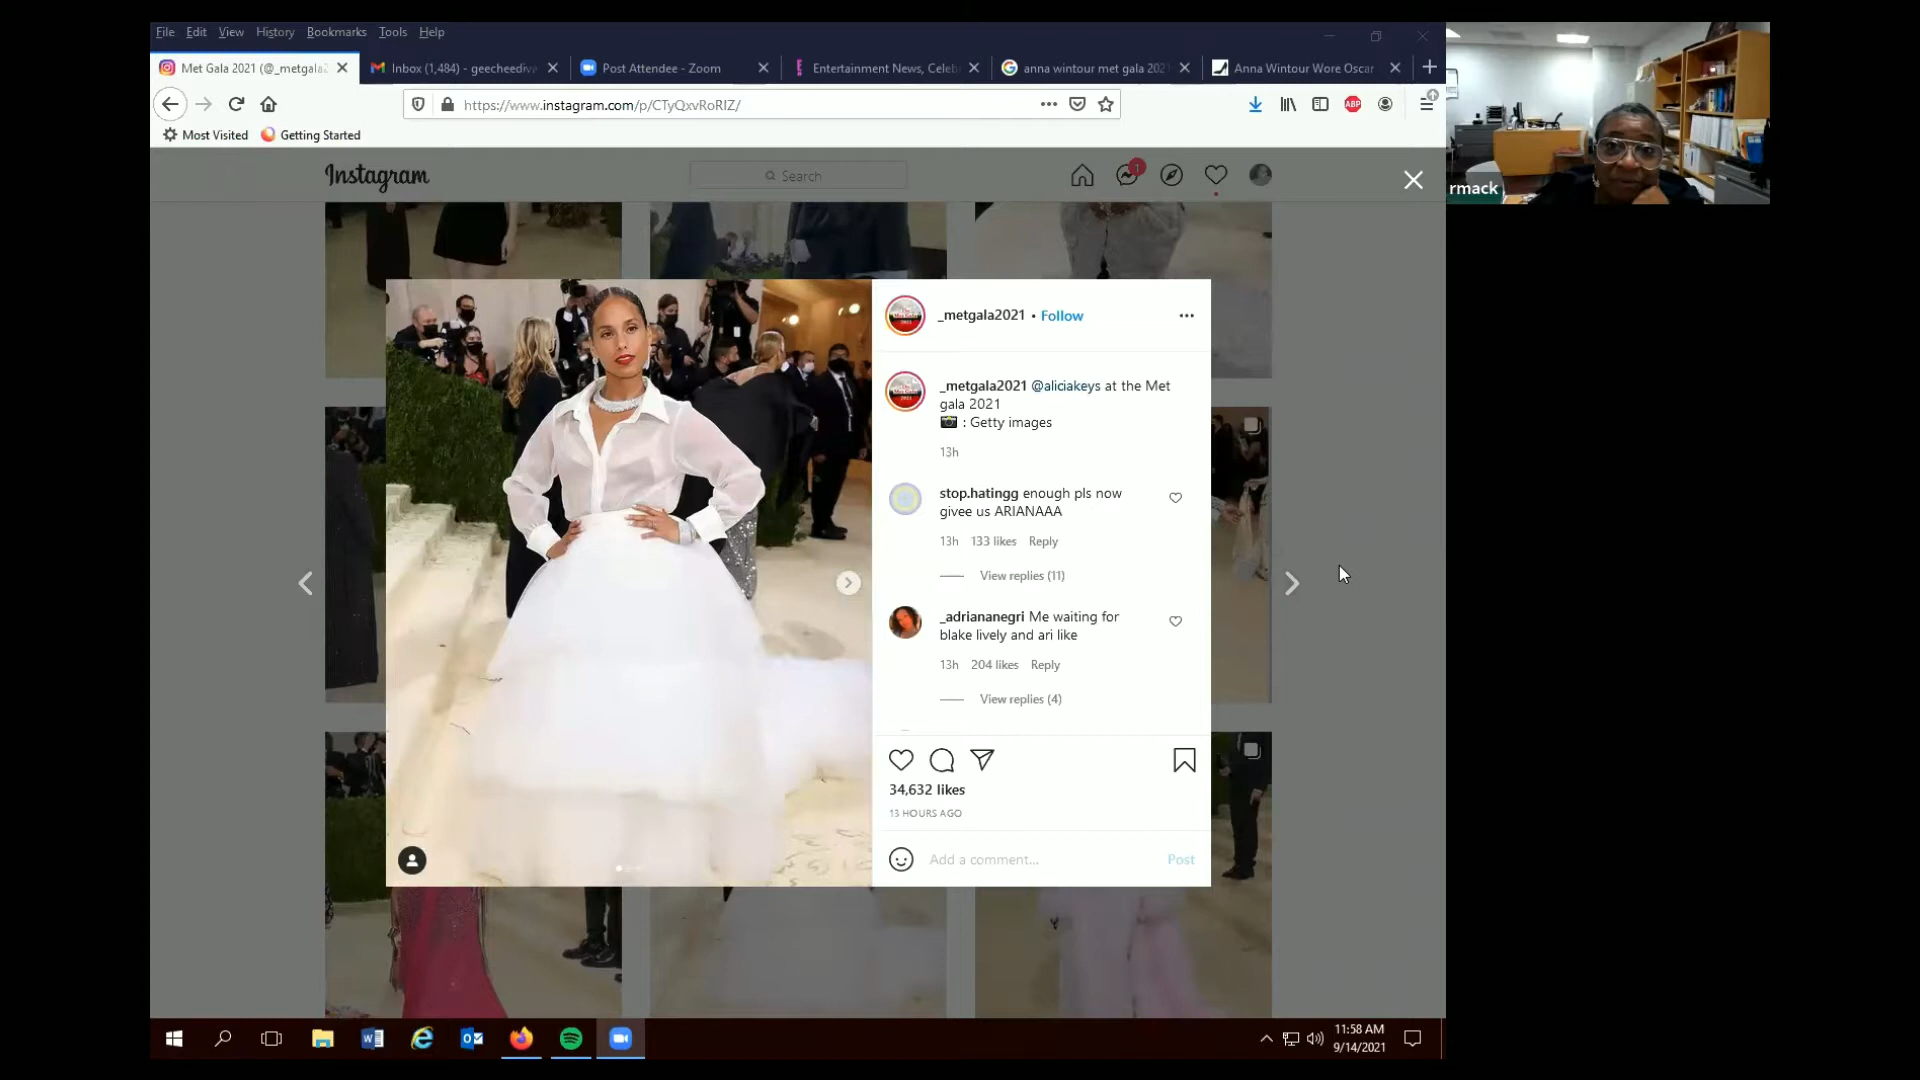 File Edit View History Bookmarks Tools Help
Met Gala 2021 (@_metgala2
Inbox (1,484) - geecheediva
Post Attendee - Zoom
Entertainment News, Celeb
anna wintour met gala 2021
Anna Wintour Wore Oscar
https://www.instagram.com/p/CTyQxvRoRIZ/
ABP
Most Visited Getting Started
Instagram
Search
1
rmack
_metgala2021 • Follow
_metgala2021 @aliciakeys at the Met
gala 2021
: Getty images
13h
stop.hatingg enough pls now
givee us ARIANAAA
13h 133 likes Reply
View replies (11)
_adriananegri Me waiting for
blake lively and ari like
13h 204 likes Reply
View replies (4)
34,632 likes
13 HOURS AGO
Add a comment... Post
11:58 AM
9/14/2021